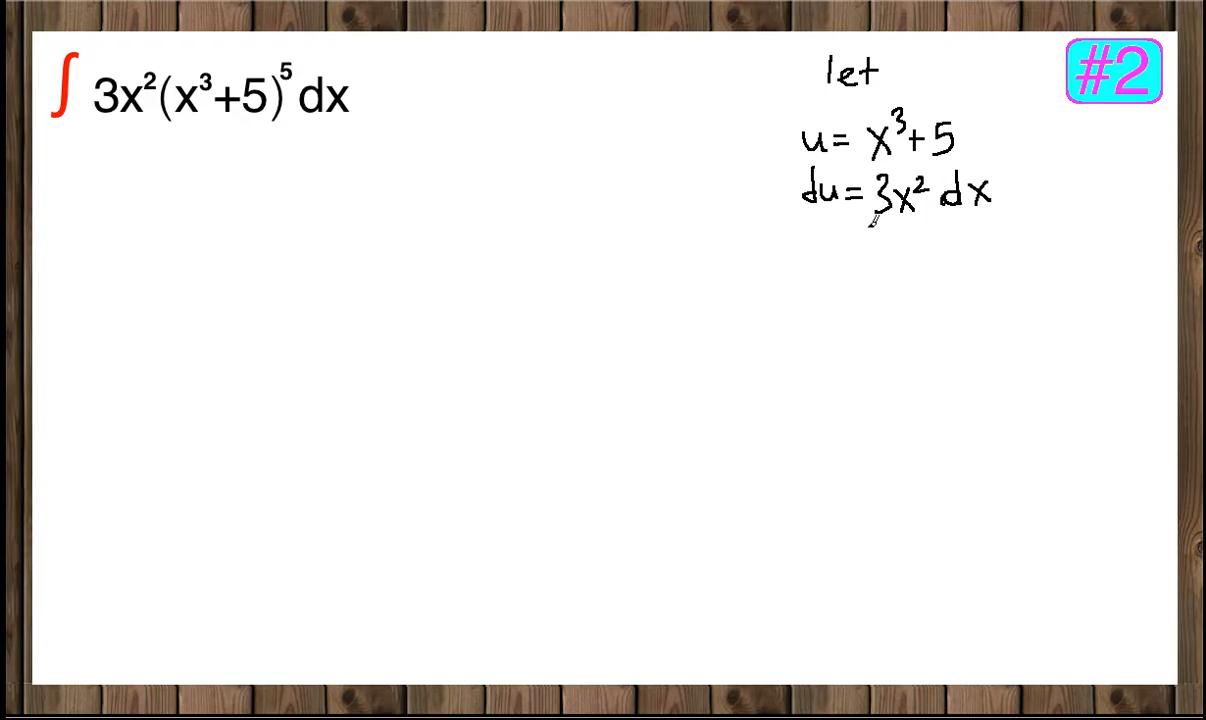 ∫ 3x²(x³+5)⁵ dx
let
#2
u = x³+5
du = 3x² dx